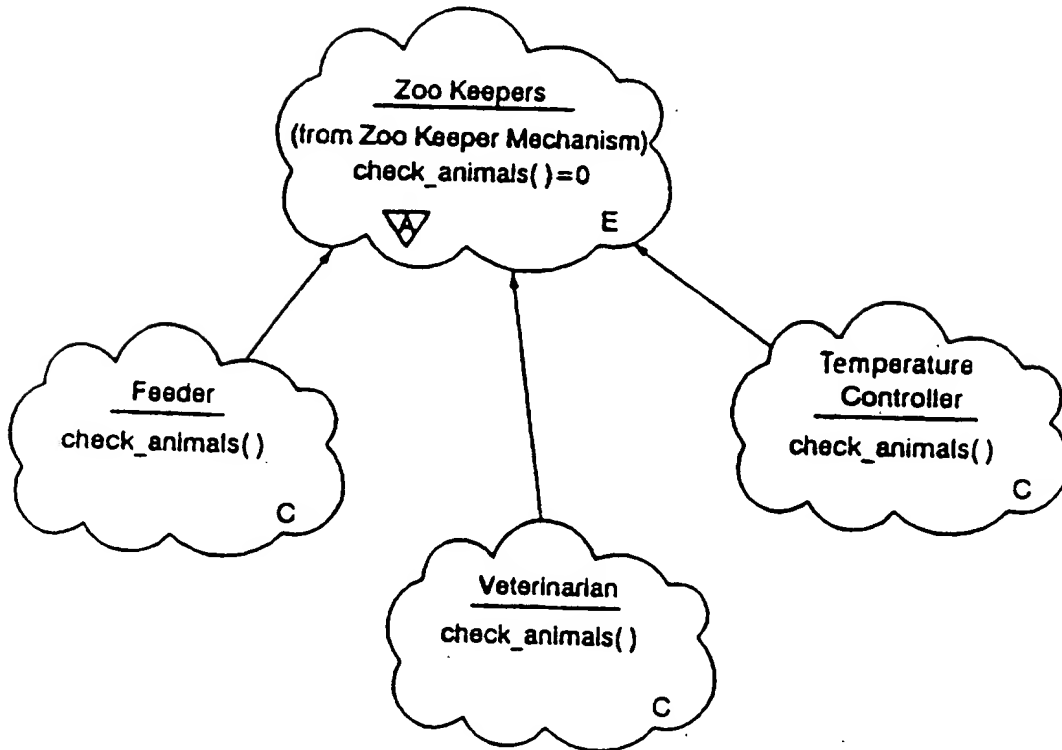 Zoo Keepers
(from Zoo Keeper Mechanism)
check_animals()=0
A
E
Feeder
check_animals()
C
Temperature
Controller
check_animals()
C
Veterinarian
check_animals()
C